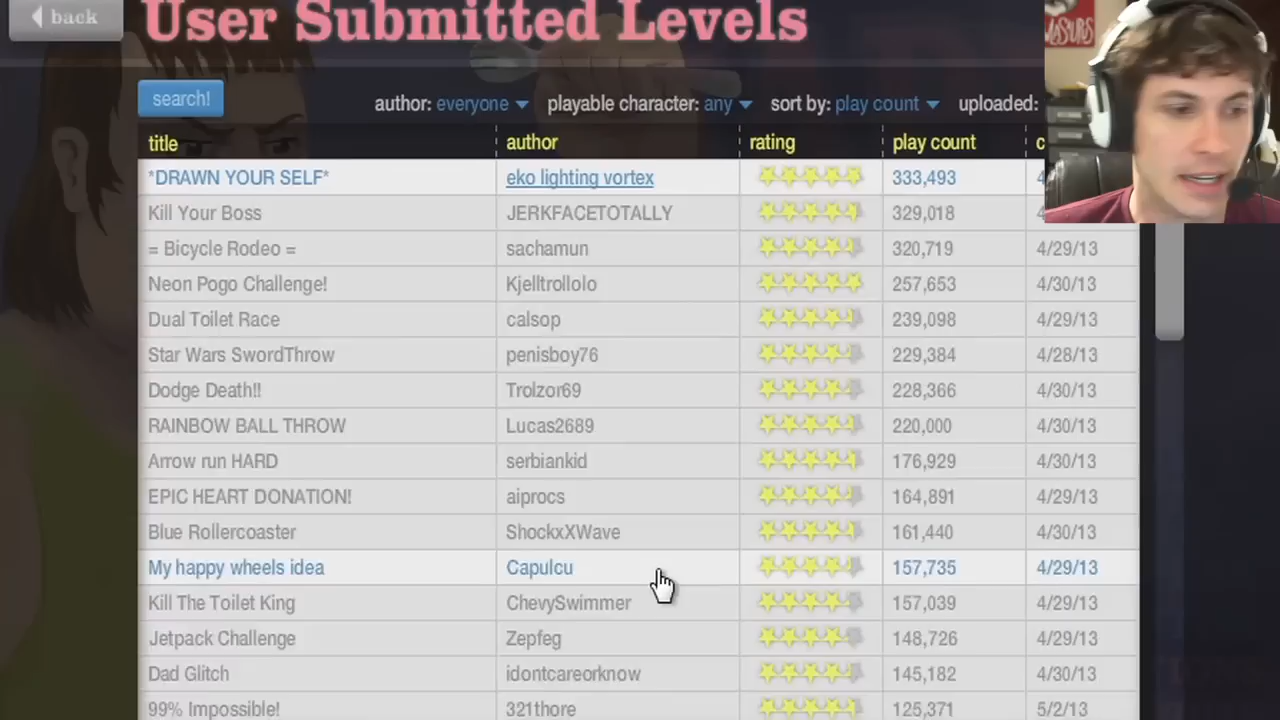 back
User Submitted Levels
search! author: everyone playable character: any sort by: play count uploaded:
title author rating play count c
*DRAWN YOUR SELF* eko lighting vortex 333,493 4
Kill Your Boss JERKFACETOTALLY 329,018 4
= Bicycle Rodeo = sachamun 320,719 4/29/13
Neon Pogo Challenge! Kjelltrollolo 257,653 4/30/13
Dual Toilet Race calsop 239,098 4/29/13
Star Wars SwordThrow penisboy76 229,384 4/28/13
Dodge Death!! Trolzor69 228,366 4/30/13
RAINBOW BALL THROW Lucas2689 220,000 4/30/13
Arrow run HARD serbiankid 176,929 4/30/13
EPIC HEART DONATION! aiprocs 164,891 4/29/13
Blue Rollercoaster ShockxXWave 161,440 4/30/13
My happy wheels idea Capulcu 157,735 4/29/13
Kill The Toilet King ChevySwimmer 157,039 4/29/13
Jetpack Challenge Zepfeg 148,726 4/29/13
Dad Glitch idontcareorknow 145,182 4/30/13
99% Impossible! 321thore 125,371 5/2/13